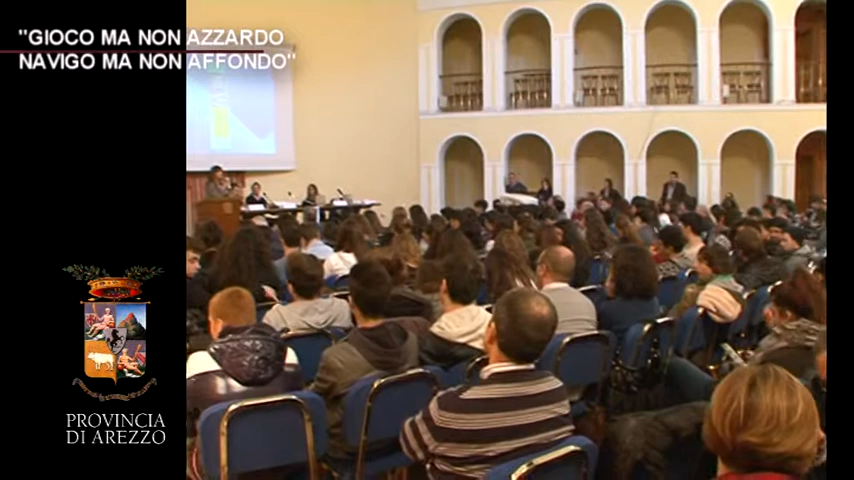 "GIOCO MA NON AZZARDO
NAVIGO MA NON AFFONDO"
PROVINCIA
DI AREZZO